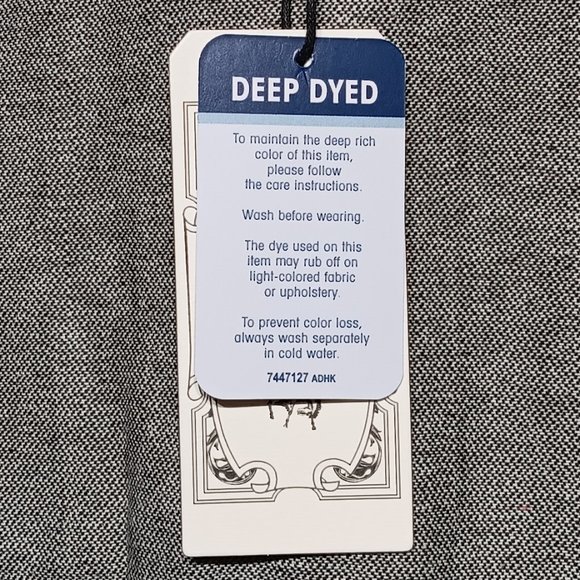 DEEP DYED
To maintain the deep rich
color of this item,
please follow
the care instructions.
Wash before wearing.
The dye used on this
item may rub off on
light-colored fabric
or upholstery.
To prevent color loss,
always wash separately
in cold water.
7447127 ADHK